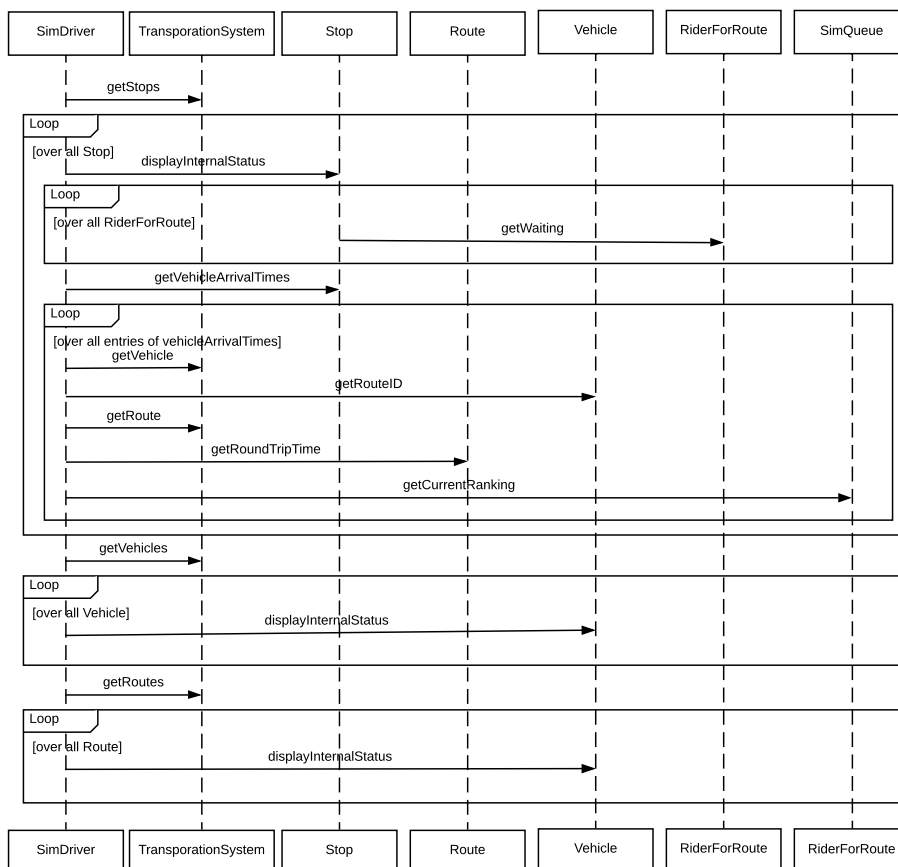 SimDriver
TransporationSystem
Stop
Route
Vehicle
RiderForRoute
SimQueue
getStops
Loop
[over all Stop]
displayInternalStatus
Loop
[over all RiderForRoute]
getWaiting
getVehicleArrivalTimes
Loop
[over all entries of vehicleArrivalTimes]
getVehicle
getRouteID
getRoute
getRoundTripTime
getCurrentRanking
getVehicles
Loop
[over all Vehicle]
displayInternalStatus
getRoutes
Loop
[over all Route]
displayInternalStatus
SimDriver
TransporationSystem
Stop
Route
Vehicle
RiderForRoute
RiderForRoute